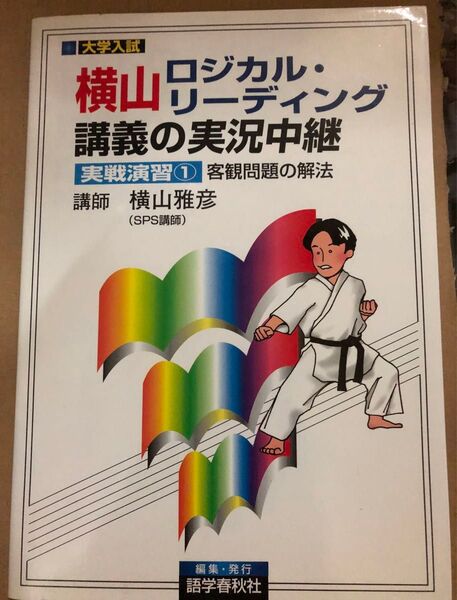 大学入試
横山ロジカル・リーディング
講義の実況中継
実戦演習① 客観問題の解法
講師 横山雅彦
(SPS講師)
編集・発行
語学春秋社